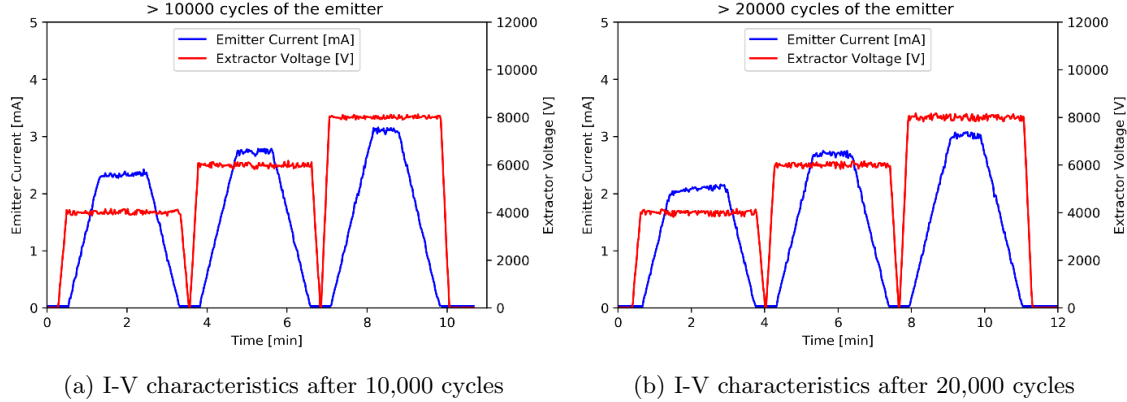 > 10000 cycles of the emitter
Emitter Current [mA]
Extractor Voltage [V]
5
4
3
2
1
0
Emitter Current [mA]
12000
10000
8000
6000
4000
2000
0
Extractor Voltage [V]
0 2 4 6 8 10
Time [min]
(a) I-V characteristics after 10,000 cycles
> 20000 cycles of the emitter
Emitter Current [mA]
Extractor Voltage [V]
5
4
3
2
1
0
Emitter Current [mA]
12000
10000
8000
6000
4000
2000
0
Extractor Voltage [V]
0 2 4 6 8 10 12
Time [min]
(b) I-V characteristics after 20,000 cycles